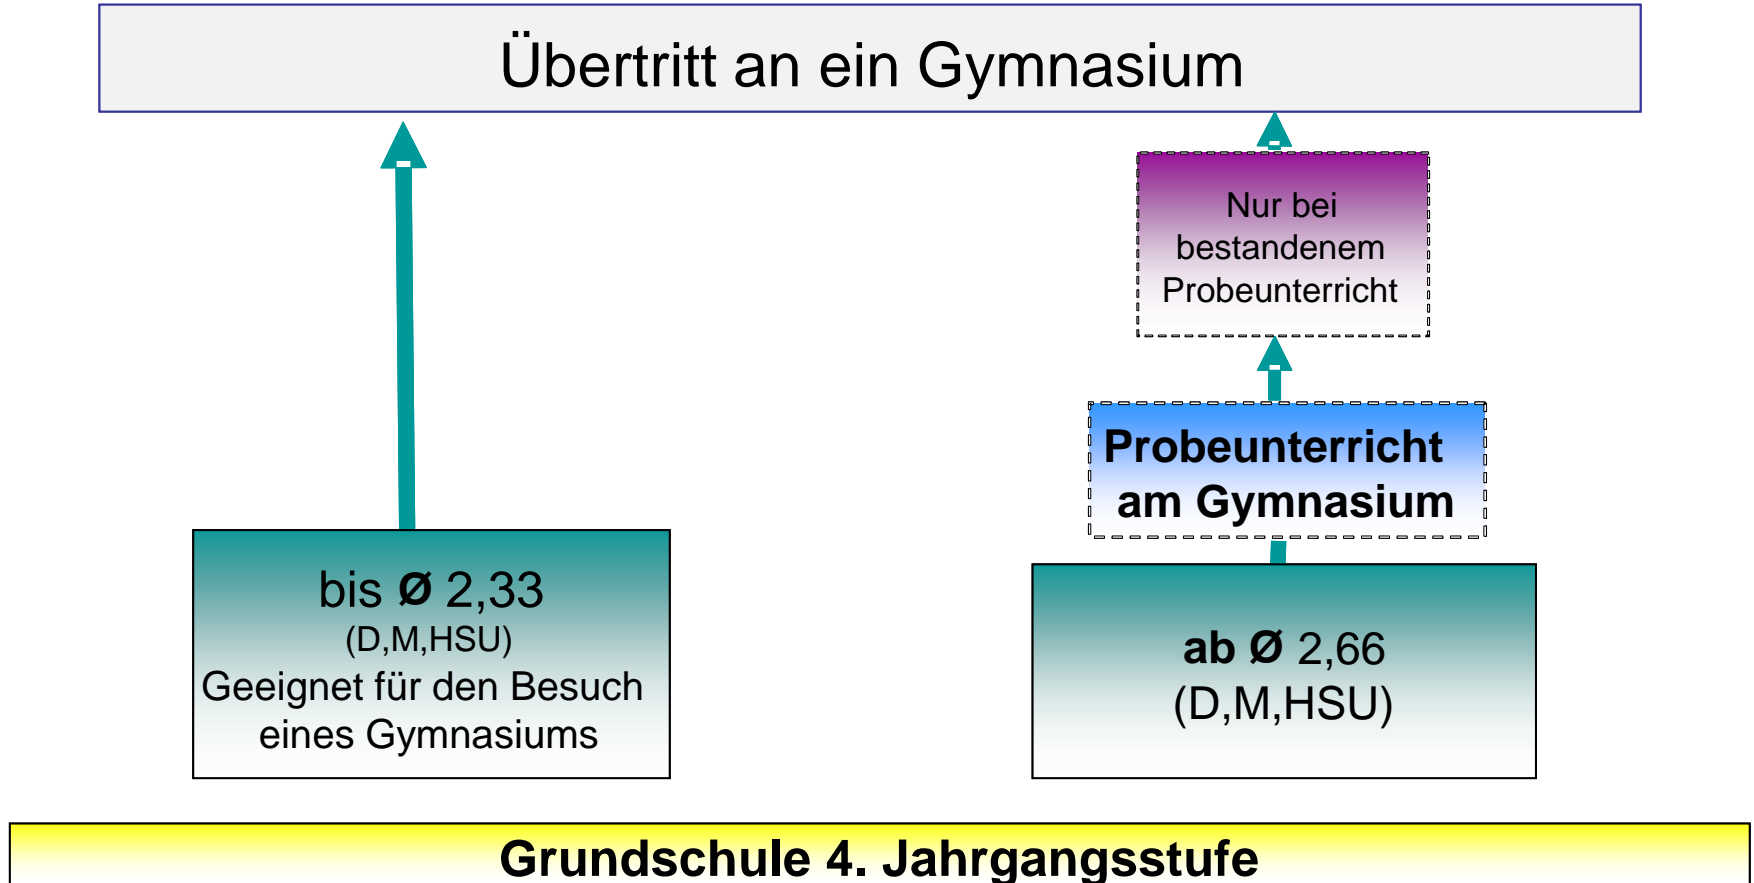 Übertritt an ein Gymnasium
Nur bei
bestandenem
Probeunterricht
Probeunterricht
am Gymnasium
bis Ø 2,33
(D,M,HSU)
Geeignet für den Besuch
eines Gymnasiums
ab Ø 2,66
(D,M,HSU)
Grundschule 4. Jahrgangsstufe